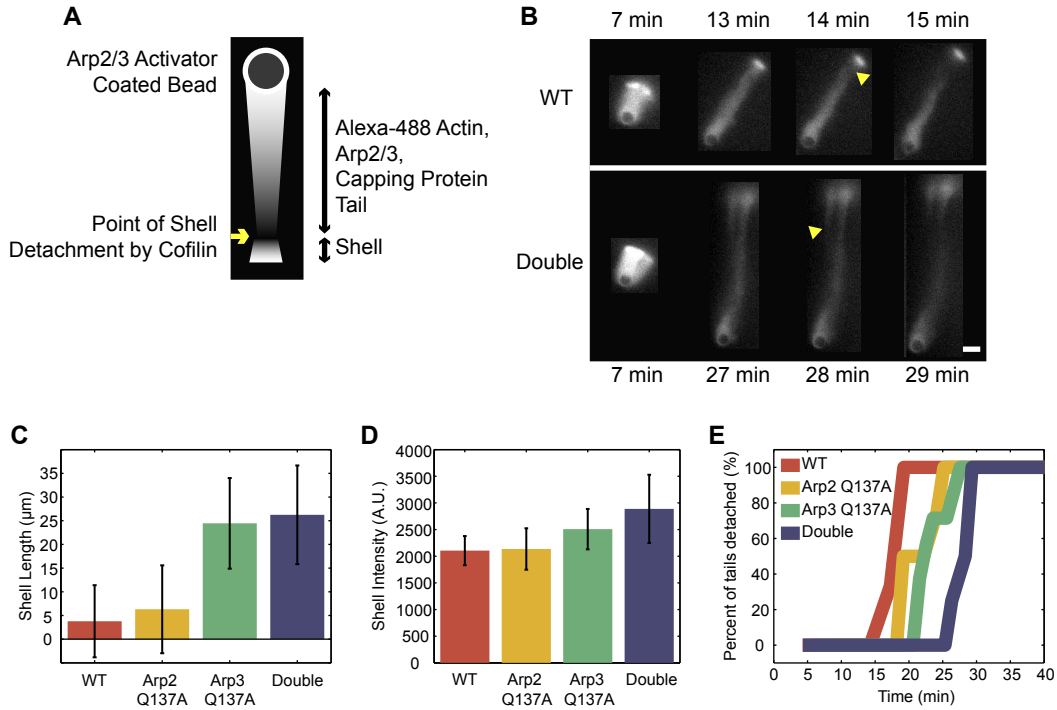 A
Arp2/3 Activator
Coated Bead
Alexa-488 Actin,
Arp2/3,
Capping Protein
Tail
Point of Shell
Detachment by Cofilin
Shell
B
7 min
13 min
14 min
15 min
WT
Double
7 min
27 min
28 min
29 min
C
Shell Length (μm)
35
30
25
20
15
10
5
0
WT
Arp2
Q137A
Arp3
Q137A
Double
D
Shell Intensity (A.U.)
4000
3500
3000
2500
2000
1500
1000
500
0
WT
Arp2
Q137A
Arp3
Q137A
Double
E
Percent of tails detached (%)
100
80
60
40
20
0
WT
Arp2 Q137A
Arp3 Q137A
Double
0
5
10
15
20
25
30
35
40
Time (min)